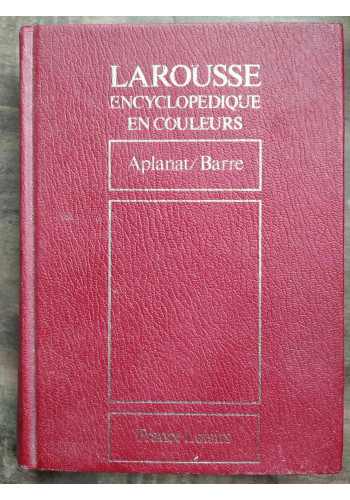 LAROUSSE
ENCYCLOPEDIQUE
EN COULEURS
Aplanat/Barre
France Loisirs